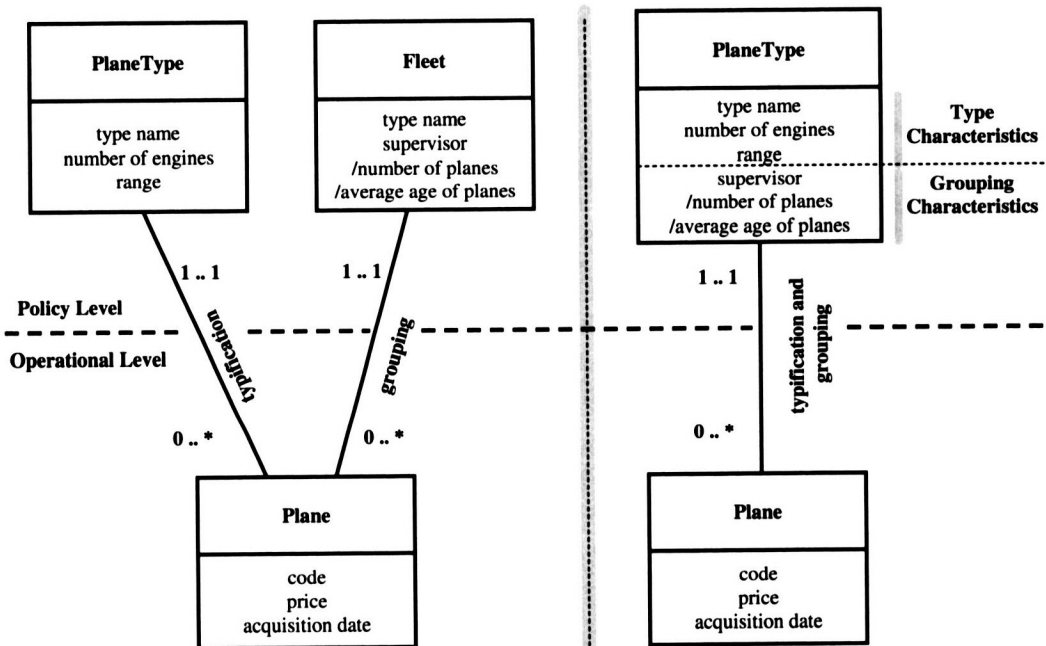 PlaneType
type name
number of engines
range
Fleet
type name
supervisor
/number of planes
/average age of planes
1 .. 1
1 .. 1
Policy Level
Operational Level
typification
grouping
0 .. *
0 .. *
Plane
code
price
acquisition date
PlaneType
type name
number of engines
range
supervisor
/number of planes
/average age of planes
Type
Characteristics
Grouping
Characteristics
1 .. 1
typification and
grouping
0 .. *
Plane
code
price
acquisition date